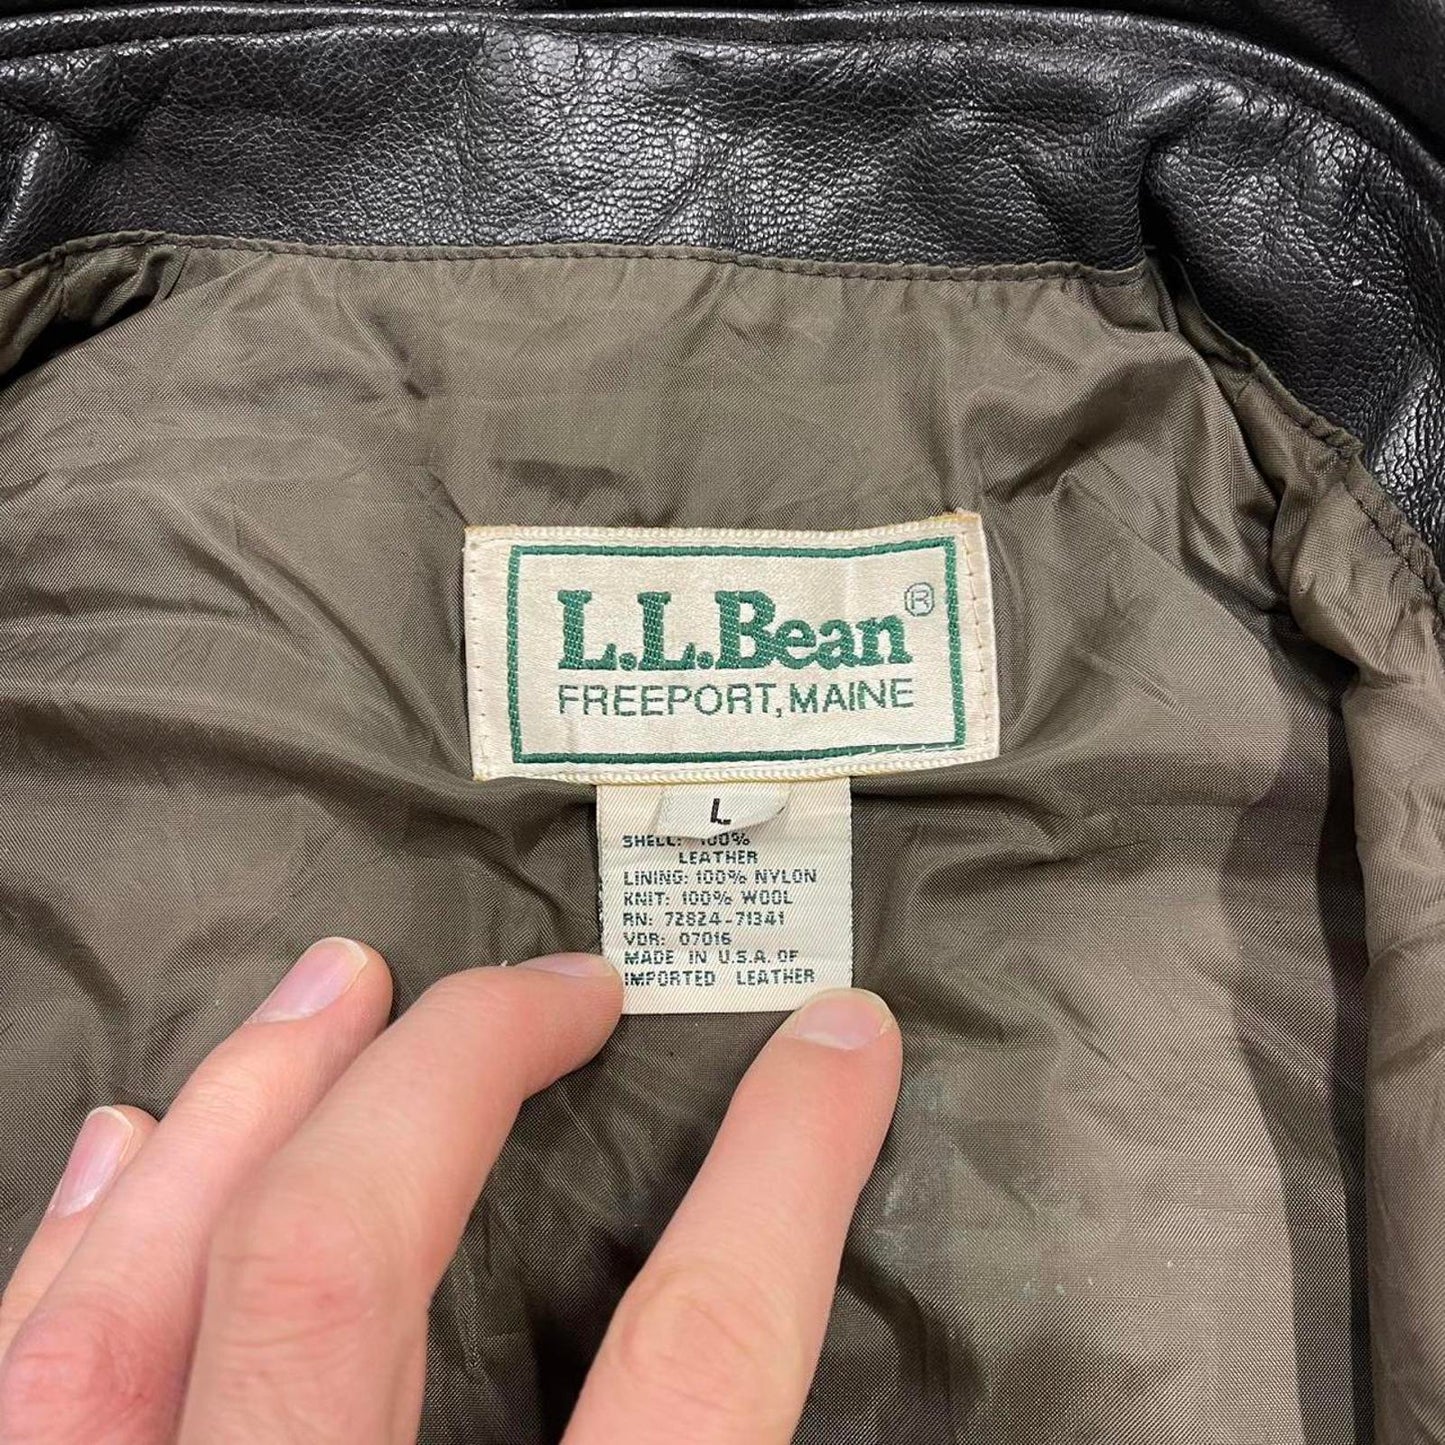 L.L.Bean®
FREEPORT, MAINE
L
SHELL: 100%
LEATHER
LINING: 100% NYLON
KNIT: 100% WOOL
RN: 72824-71341
VDR: 07016
MADE IN U.S.A. OF
IMPORTED LEATHER